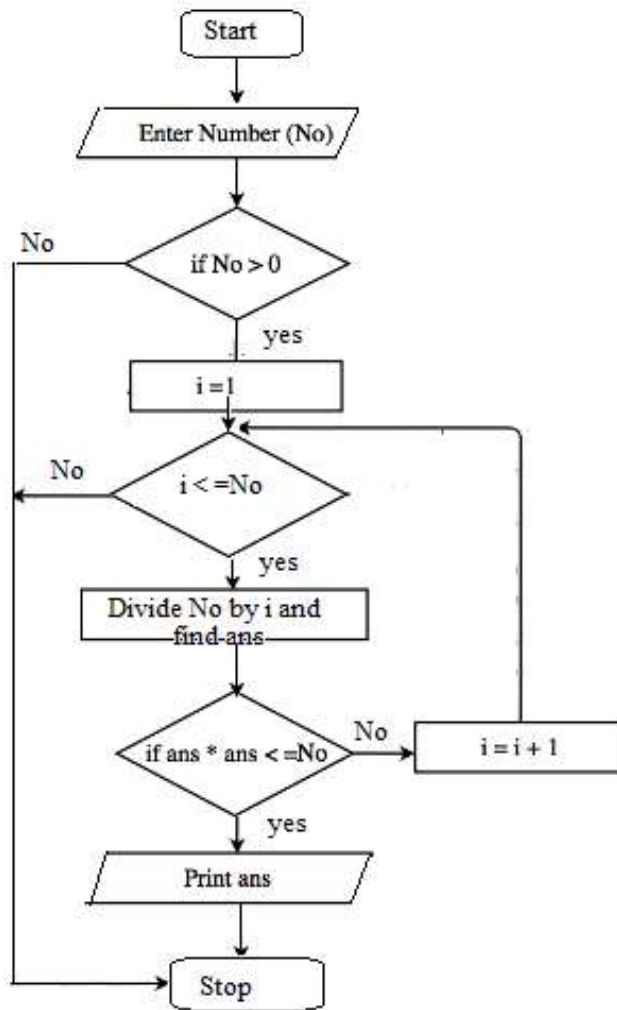 Start
Enter Number (No)
No
if No > 0
yes
i =1
No
i < =No
yes
Divide No by i and
find ans
if ans * ans < =No
No
i = i + 1
yes
Print ans
Stop